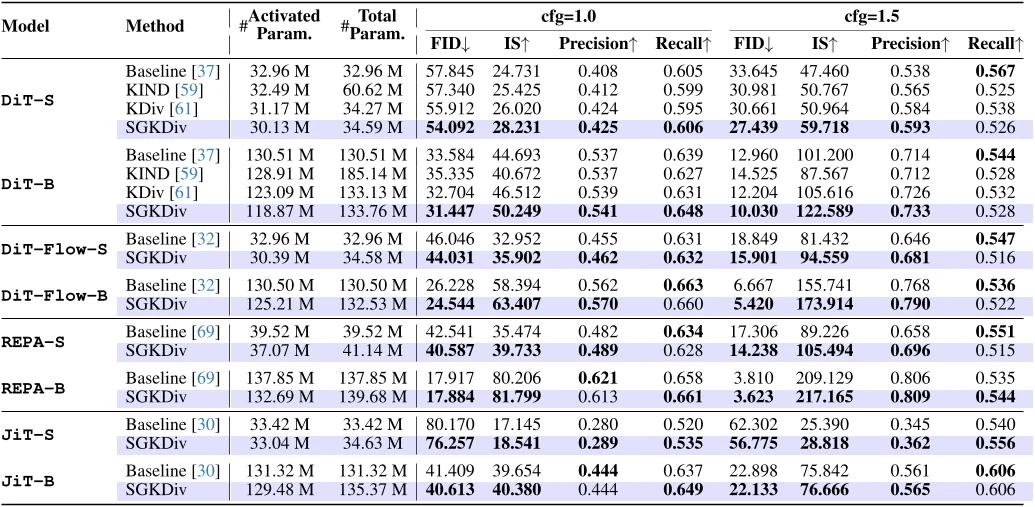 Model Method #Activated Param. #Total Param. cfg=1.0 cfg=1.5
FID↓ IS↑ Precision↑ Recall↑ FID↓ IS↑ Precision↑ Recall↑
DiT-S
Baseline [37] 32.96 M 32.96 M 57.845 24.731 0.408 0.605 33.645 47.460 0.538 0.567
KIND [59] 32.49 M 60.62 M 57.340 25.425 0.412 0.599 30.981 50.767 0.565 0.525
KDiv [61] 31.17 M 34.27 M 55.912 26.020 0.424 0.595 30.661 50.964 0.584 0.538
SGKDiv 30.13 M 34.59 M 54.092 28.231 0.425 0.606 27.439 59.718 0.593 0.526
DiT-B
Baseline [37] 130.51 M 130.51 M 33.584 44.693 0.537 0.639 12.960 101.200 0.714 0.544
KIND [59] 128.91 M 185.14 M 35.335 40.672 0.537 0.627 14.525 87.567 0.712 0.528
KDiv [61] 123.09 M 133.13 M 32.704 46.512 0.539 0.631 12.204 105.616 0.726 0.532
SGKDiv 118.87 M 133.76 M 31.447 50.249 0.541 0.648 10.030 122.589 0.733 0.528
DiT-Flow-S
Baseline [32] 32.96 M 32.96 M 46.046 32.952 0.455 0.631 18.849 81.432 0.646 0.547
SGKDiv 30.39 M 34.58 M 44.031 35.902 0.462 0.632 15.901 94.559 0.681 0.516
DiT-Flow-B
Baseline [32] 130.50 M 130.50 M 26.228 58.394 0.562 0.663 6.667 155.741 0.768 0.536
SGKDiv 125.21 M 132.53 M 24.544 63.407 0.570 0.660 5.420 173.914 0.790 0.522
REPA-S
Baseline [69] 39.52 M 39.52 M 42.541 35.474 0.482 0.634 17.306 89.226 0.658 0.551
SGKDiv 37.07 M 41.14 M 40.587 39.733 0.489 0.628 14.238 105.494 0.696 0.515
REPA-B
Baseline [69] 137.85 M 137.85 M 17.917 80.206 0.621 0.658 3.810 209.129 0.806 0.535
SGKDiv 132.69 M 139.68 M 17.884 81.799 0.613 0.661 3.623 217.165 0.809 0.544
JiT-S
Baseline [30] 33.42 M 33.42 M 80.170 17.145 0.280 0.520 62.302 25.390 0.345 0.540
SGKDiv 33.04 M 34.63 M 76.257 18.541 0.289 0.535 56.775 28.818 0.362 0.556
JiT-B
Baseline [30] 131.32 M 131.32 M 41.409 39.654 0.444 0.637 22.898 75.842 0.561 0.606
SGKDiv 129.48 M 135.37 M 40.613 40.380 0.444 0.649 22.133 76.666 0.565 0.606